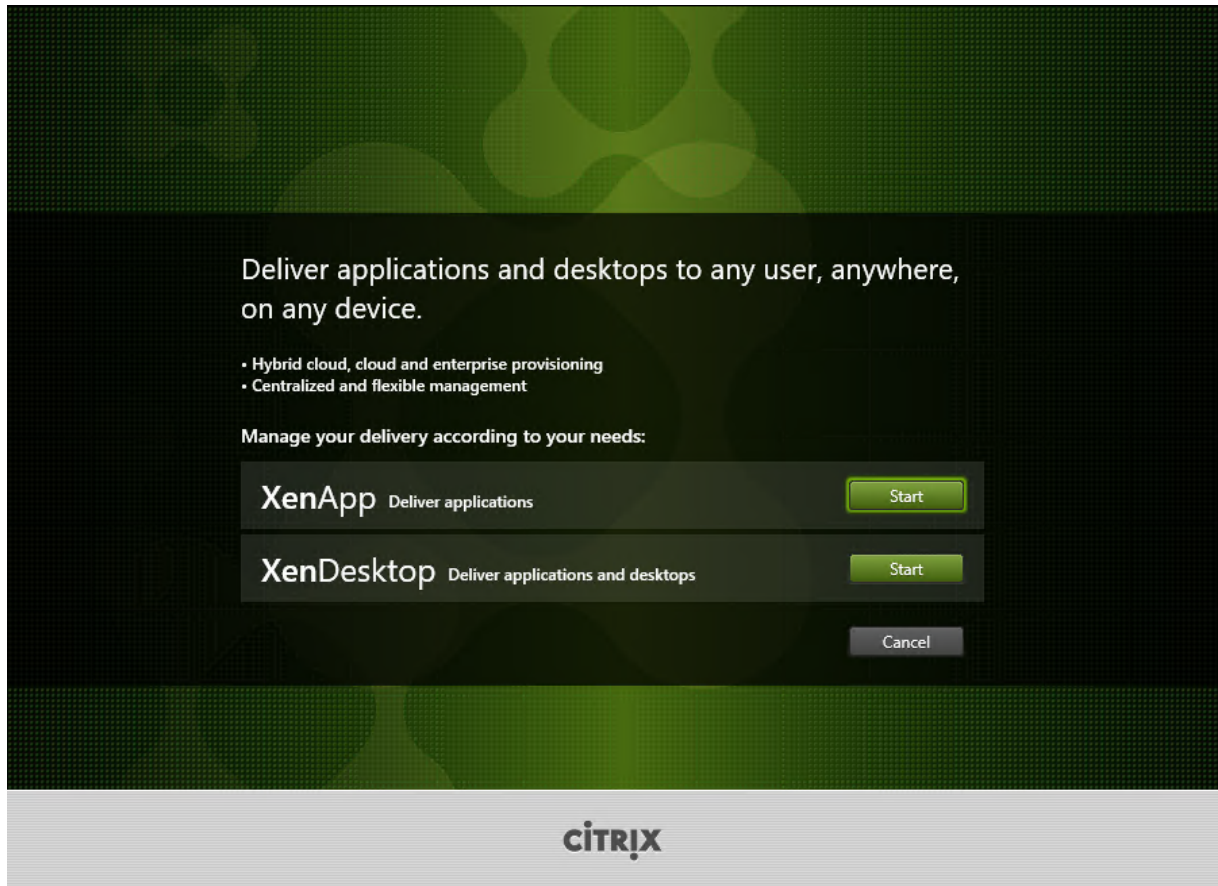 Deliver applications and desktops to any user, anywhere,
on any device.
• Hybrid cloud, cloud and enterprise provisioning
• Centralized and flexible management
Manage your delivery according to your needs:
XenApp Deliver applications Start
XenDesktop Deliver applications and desktops Start
Cancel
CİTRIX